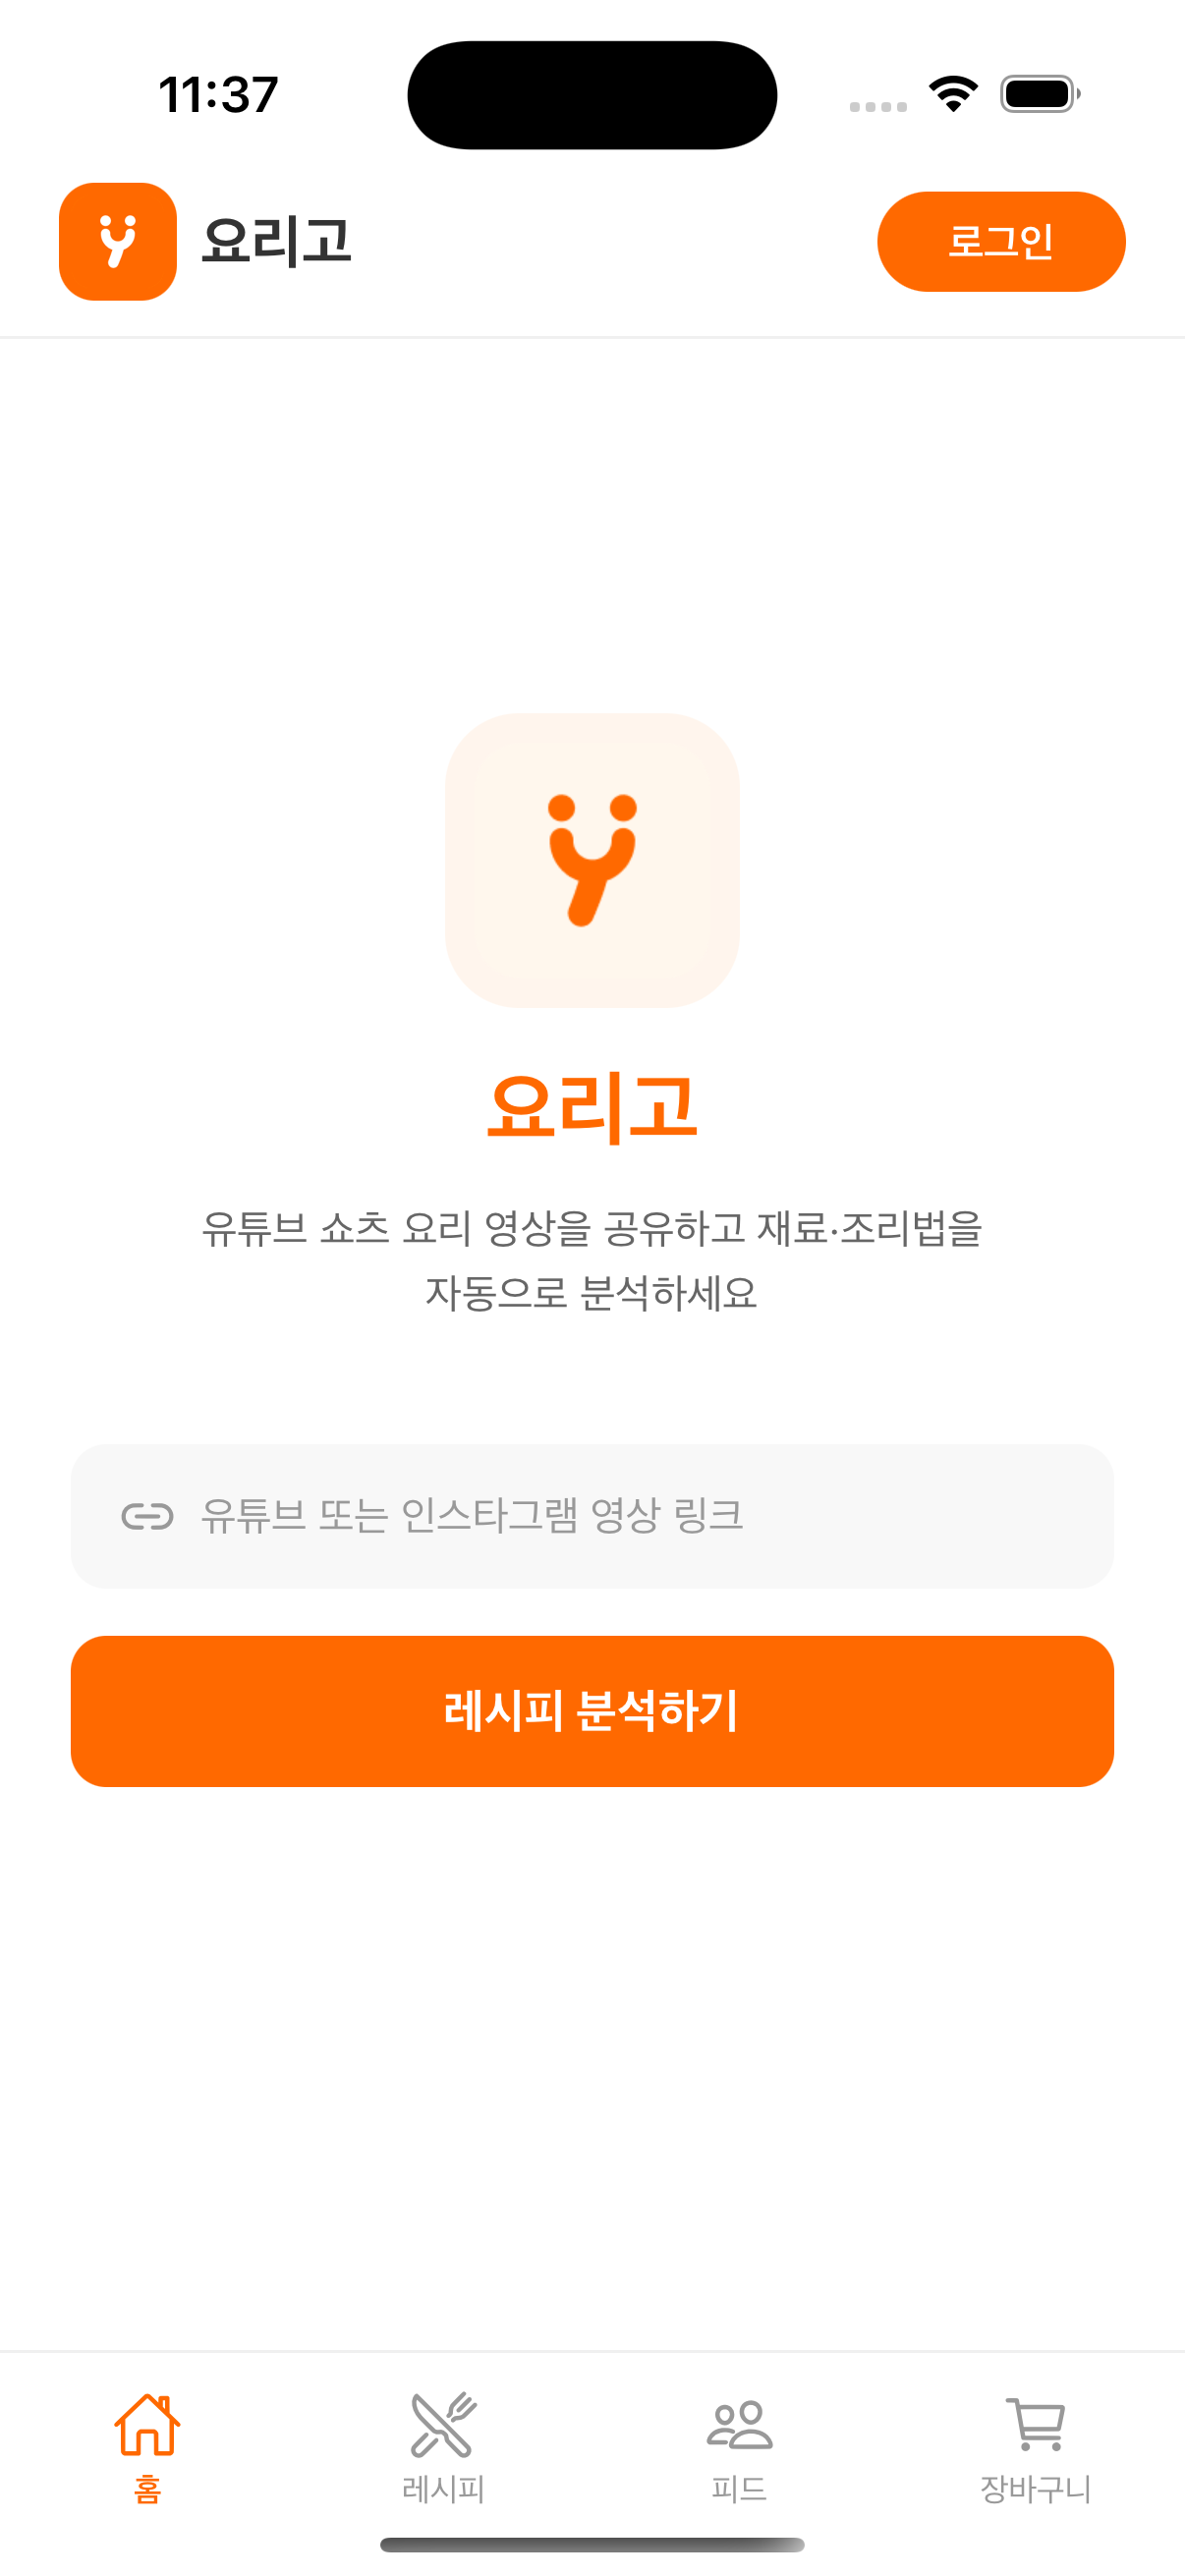 11:37
요리고
로그인
요리고
유튜브 쇼츠 요리 영상을 공유하고 재료·조리법을
자동으로 분석하세요
유튜브 또는 인스타그램 영상 링크
레시피 분석하기
홈
레시피
피드
장바구니